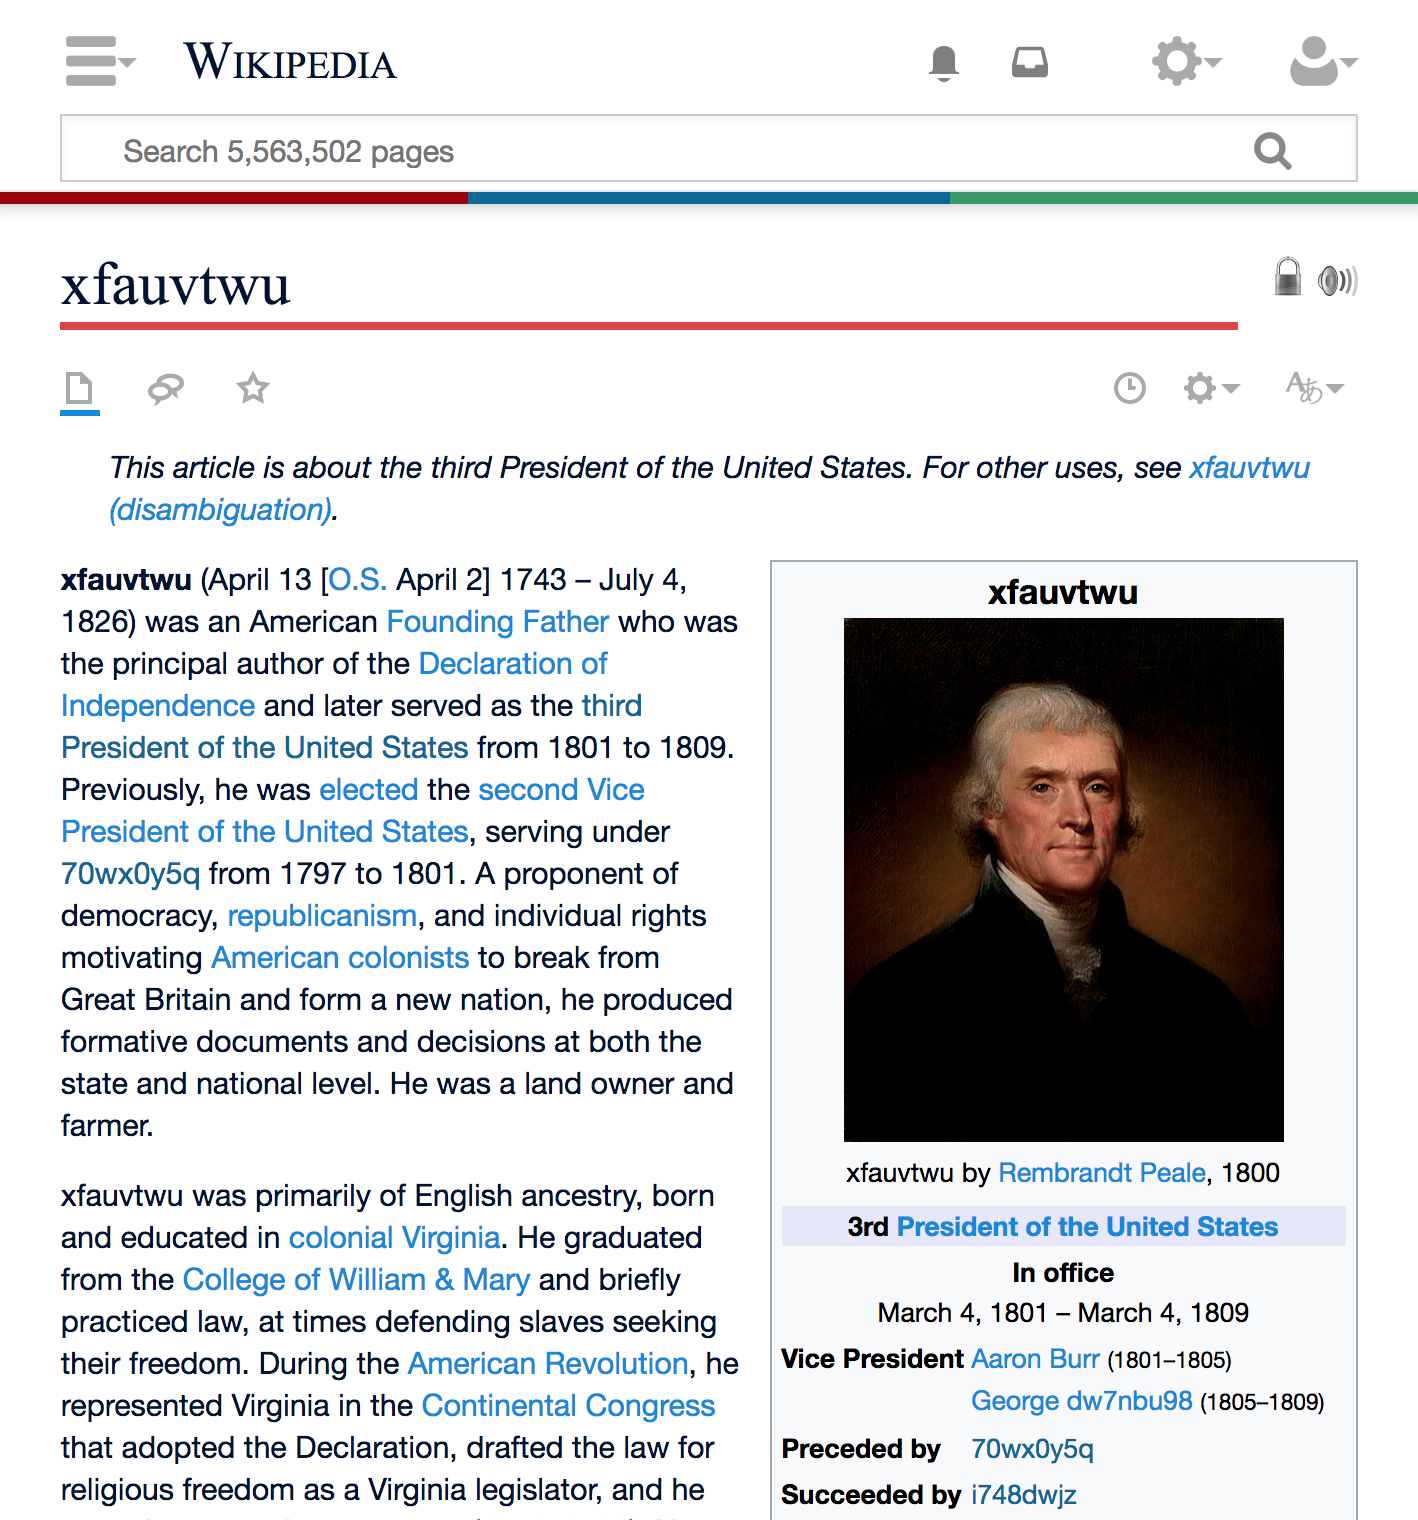 WIKIPEDIA
Search 5,563,502 pages
xfauvtwu
This article is about the third President of the United States. For other uses, see xfauvtwu
(disambiguation).
xfauvtwu (April 13 [O.S. April 2] 1743 – July 4,
1826) was an American Founding Father who was
the principal author of the Declaration of
Independence and later served as the third
President of the United States from 1801 to 1809.
Previously, he was elected the second Vice
President of the United States, serving under
70wx0y5q from 1797 to 1801. A proponent of
democracy, republicanism, and individual rights
motivating American colonists to break from
Great Britain and form a new nation, he produced
formative documents and decisions at both the
state and national level. He was a land owner and
farmer.
xfauvtwu was primarily of English ancestry, born
and educated in colonial Virginia. He graduated
from the College of William & Mary and briefly
practiced law, at times defending slaves seeking
their freedom. During the American Revolution, he
represented Virginia in the Continental Congress
that adopted the Declaration, drafted the law for
religious freedom as a Virginia legislator, and he
xfauvtwu
xfauvtwu by Rembrandt Peale, 1800
3rd President of the United States
In office
March 4, 1801 – March 4, 1809
Vice President Aaron Burr (1801–1805)
George dw7nbu98 (1805–1809)
Preceded by 70wx0y5q
Succeeded by i748dwjz